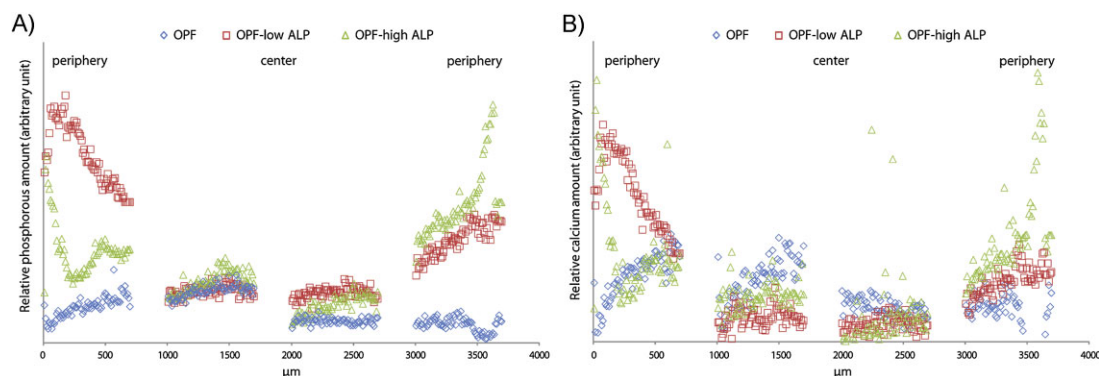 A)
OPF OPF-low ALP OPF-high ALP
periphery center periphery
Relative phosphorous amount (arbitrary unit)
0 1000 1500 2000 2500 3000 3500 4000
500
µm
B)
OPF OPF-low ALP OPF-high ALP
periphery center periphery
Relative calcium amount (arbitrary unit)
0 500 1000 1500 2000 2500 3000 3500 4000
µm